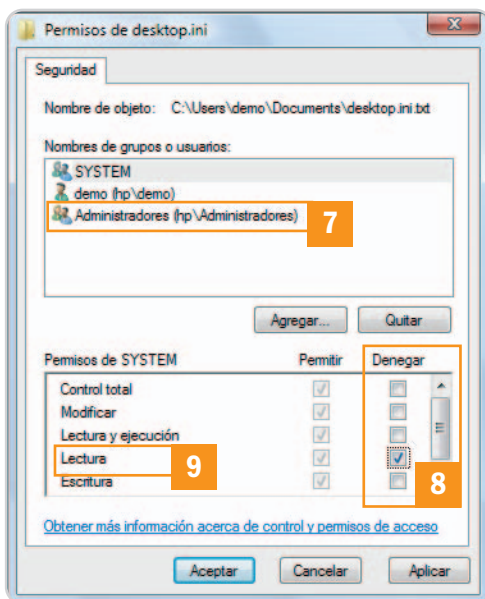 Permisos de desktop.ini
Seguridad
Nombre de objeto: C:\Users\demo\Documents\desktop.ini.txt
Nombres de grupos o usuarios:
SYSTEM
demo (hp\demo)
Administradores (hp\Administradores)
7
Agregar... Quitar
Permisos de SYSTEM Permitir Denegar
Control total
Modificar
Lectura y ejecución
Lectura
9
Escritura
8
Obtener más información acerca de control y permisos de acceso
Aceptar Cancelar Aplicar